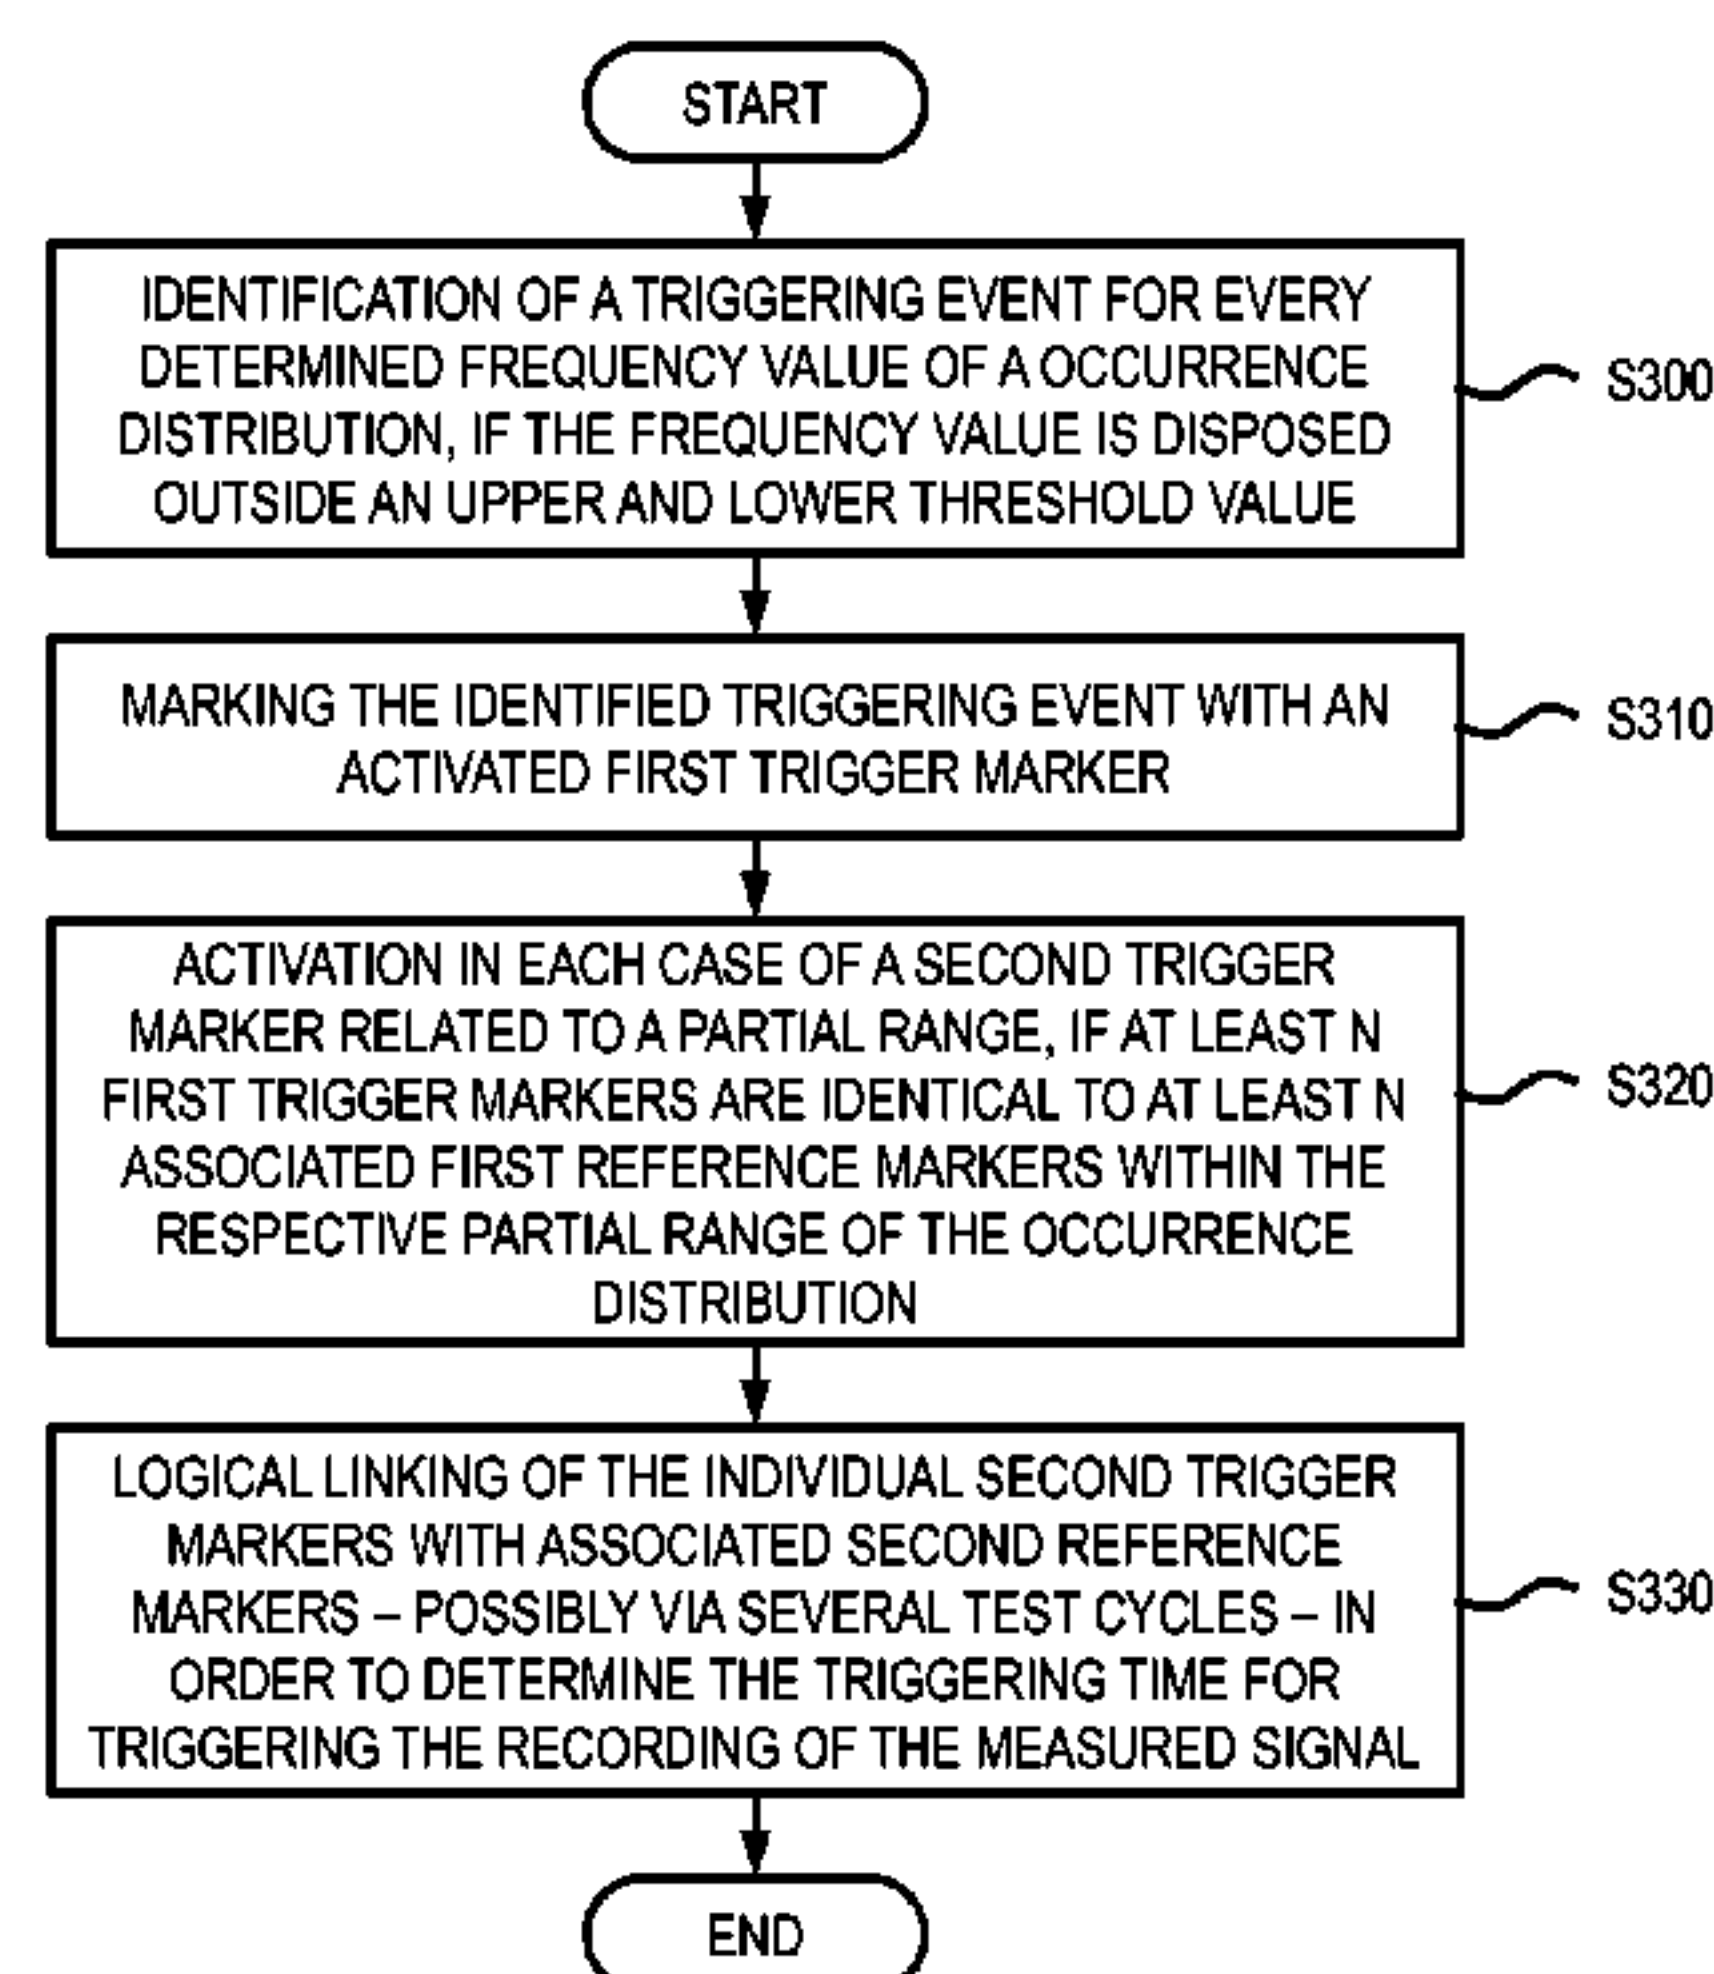 START
IDENTIFICATION OF A TRIGGERING EVENT FOR EVERY
DETERMINED FREQUENCY VALUE OF A OCCURRENCE
DISTRIBUTION, IF THE FREQUENCY VALUE IS DISPOSED
OUTSIDE AN UPPER AND LOWER THRESHOLD VALUE
S300
MARKING THE IDENTIFIED TRIGGERING EVENT WITH AN
ACTIVATED FIRST TRIGGER MARKER
S310
ACTIVATION IN EACH CASE OF A SECOND TRIGGER
MARKER RELATED TO A PARTIAL RANGE, IF AT LEAST N
FIRST TRIGGER MARKERS ARE IDENTICAL TO AT LEAST N
ASSOCIATED FIRST REFERENCE MARKERS WITHIN THE
RESPECTIVE PARTIAL RANGE OF THE OCCURRENCE
DISTRIBUTION
S320
LOGICAL LINKING OF THE INDIVIDUAL SECOND TRIGGER
MARKERS WITH ASSOCIATED SECOND REFERENCE
MARKERS – POSSIBLY VIA SEVERAL TEST CYCLES – IN
ORDER TO DETERMINE THE TRIGGERING TIME FOR
TRIGGERING THE RECORDING OF THE MEASURED SIGNAL
S330
END